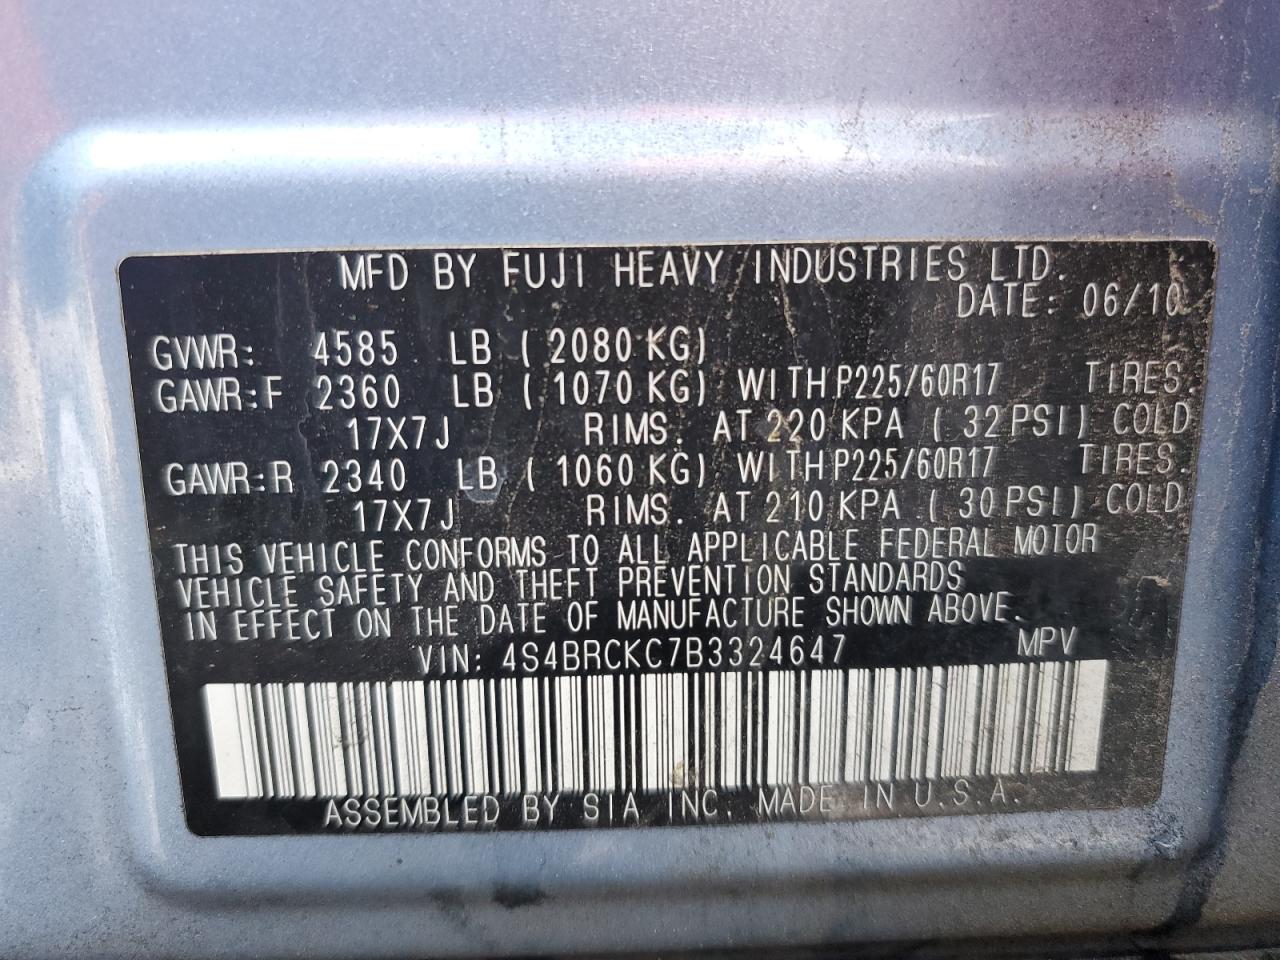 MFD BY FUJI HEAVY INDUSTRIES LTD.
DATE: 06/10
GVWR: 4585 LB ( 2080 KG)
GAWR:F 2360 LB ( 1070 KG) WITH P225/60R17 TIRES.
17X7J RIMS. AT 220 KPA ( 32 PSI) COLD
GAWR:R 2340 LB ( 1060 KG) WITH P225/60R17 TIRES.
17X7J RIMS. AT 210 KPA ( 30 PSI) COLD
THIS VEHICLE CONFORMS TO ALL APPLICABLE FEDERAL MOTOR
VEHICLE SAFETY AND THEFT PREVENTION STANDARDS
IN EFFECT ON THE DATE OF MANUFACTURE SHOWN ABOVE.
VIN: 4S4BRCKC7B3324647 MPV
ASSEMBLED BY SIA INC. MADE IN U.S.A.